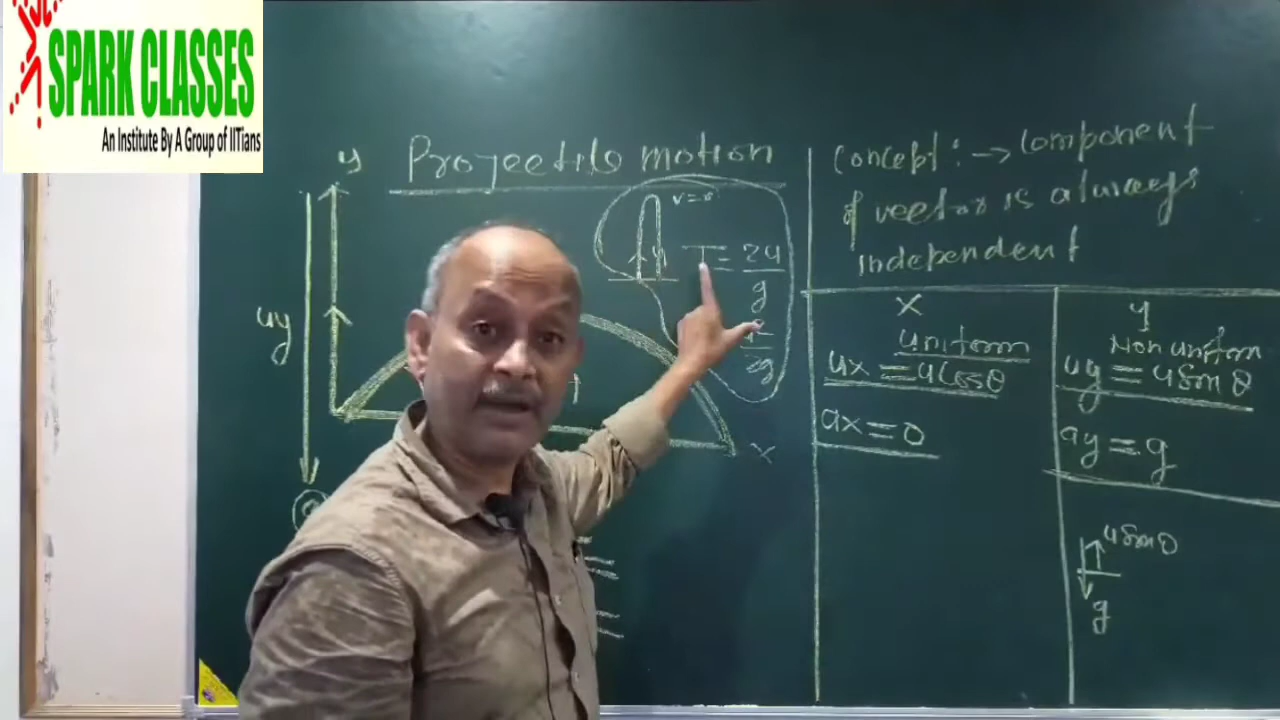 SPARK CLASSES
An Institute By A Group of IITians
Projectile motion
y
uy
x
v=0
u
T = 2u
g
2g
concept :→ component
of vector is always
independent
x
uniform
ux = u cosθ
ax = 0
y
Non uniform
uy = u sinθ
ay = g
u sinθ
g